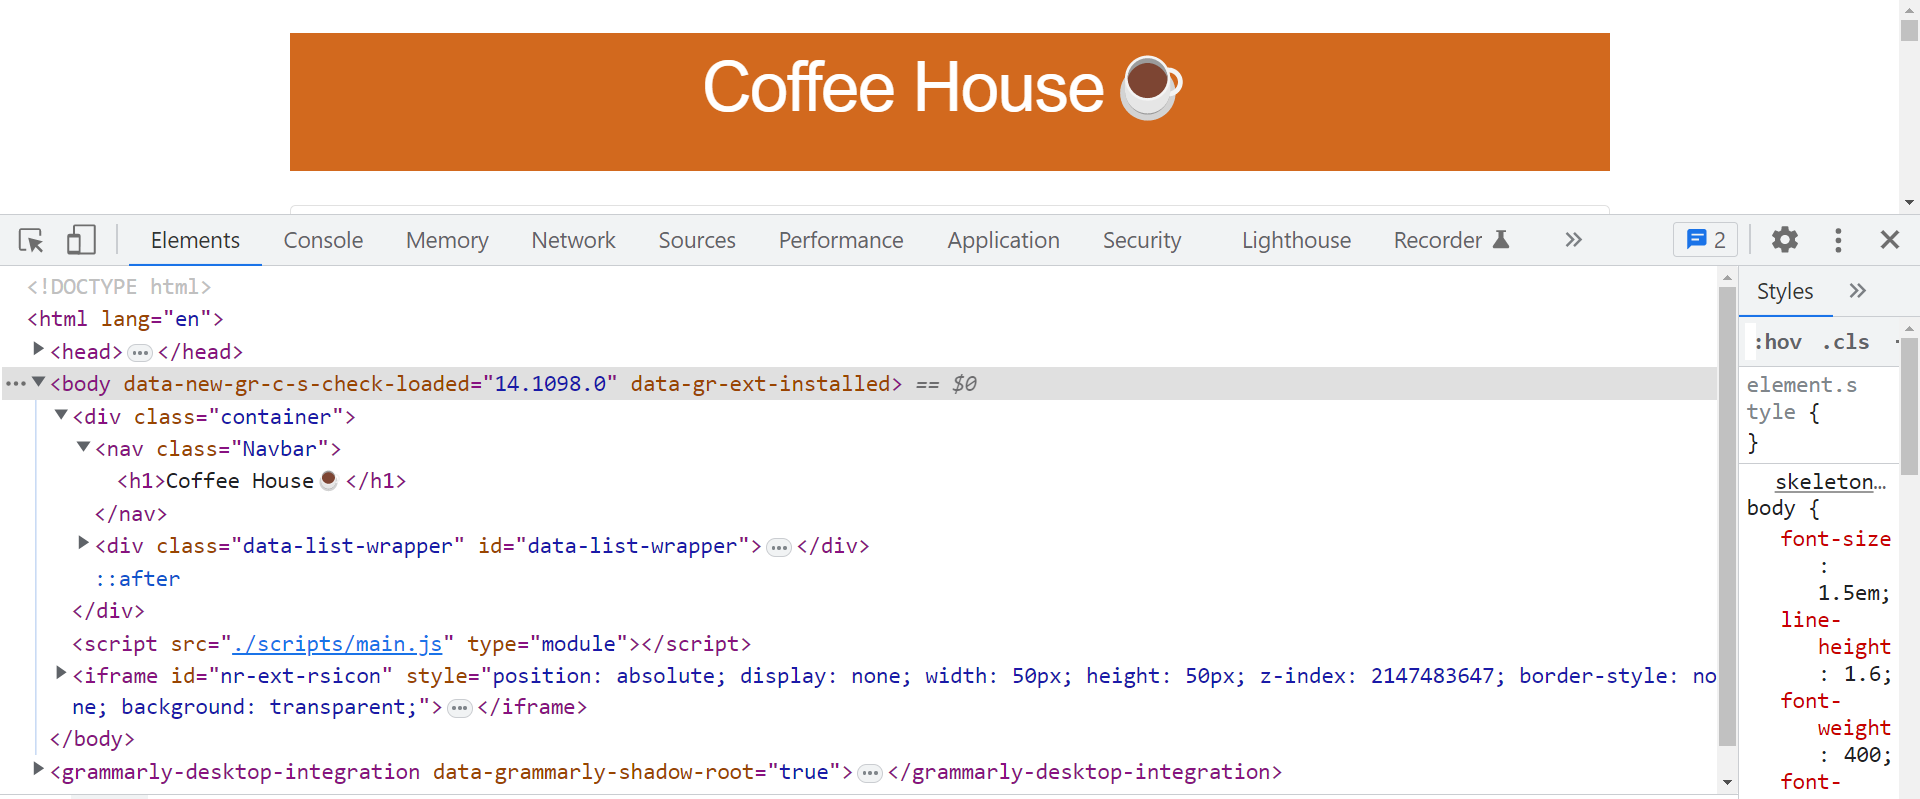 Coffee House ☕
Elements Console Memory Network Sources Performance Application Security Lighthouse Recorder 2
<!DOCTYPE html>
<html lang="en">
<head>…</head>
<body data-new-gr-c-s-check-loaded="14.1098.0" data-gr-ext-installed> == $0
<div class="container">
<nav class="Navbar">
<h1>Coffee House☕</h1>
</nav>
<div class="data-list-wrapper" id="data-list-wrapper">…</div>
::after
</div>
<script src="./scripts/main.js" type="module"></script>
<iframe id="nr-ext-rsicon" style="position: absolute; display: none; width: 50px; height: 50px; z-index: 2147483647; border-style: no
ne; background: transparent;">…</iframe>
</body>
<grammarly-desktop-integration data-grammarly-shadow-root="true">…</grammarly-desktop-integration>
Styles
:hov .cls
element.s
tyle {
}
skeleton…
body {
font-size
:
1.5em;
line-
height
: 1.6;
font-
weight
: 400;
font-